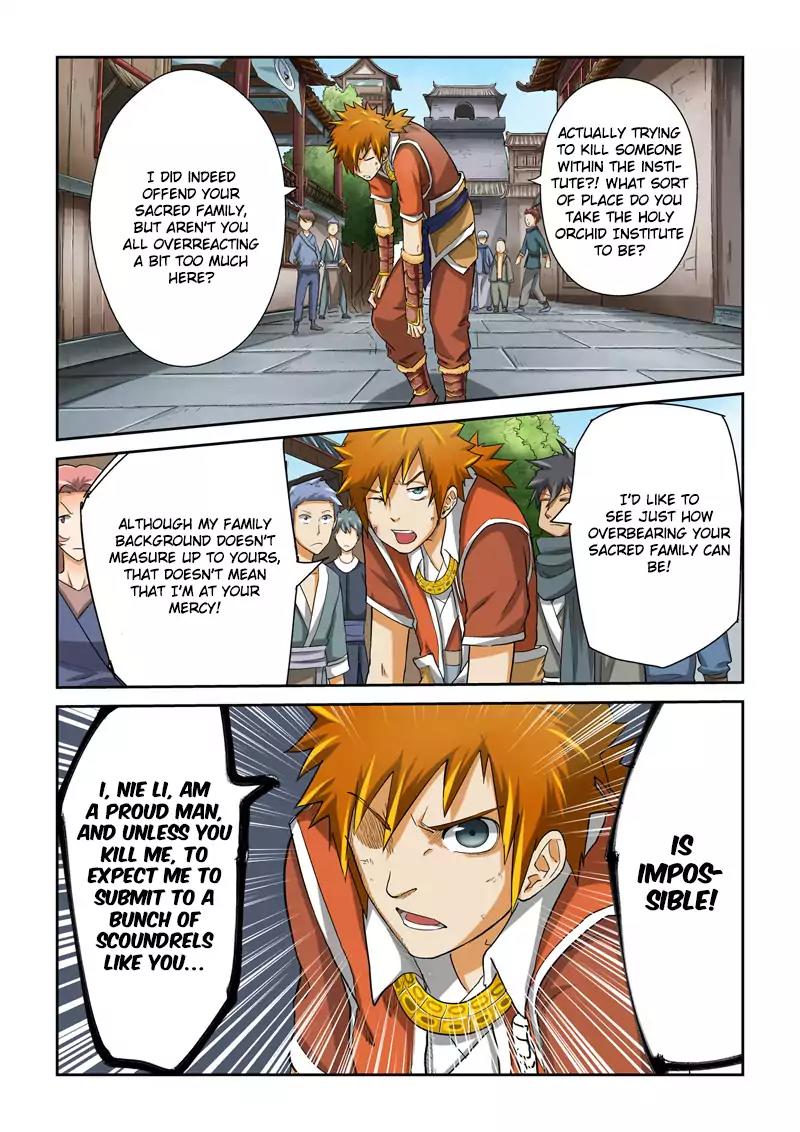 I DID INDEED
OFFEND YOUR
SACRED FAMILY,
BUT AREN'T YOU
ALL OVERREACTING
A BIT TOO MUCH
HERE?
ACTUALLY TRYING
TO KILL SOMEONE
WITHIN THE INSTI-
TUTE?! WHAT SORT
OF PLACE DO YOU
TAKE THE HOLY
ORCHID INSTITUTE
TO BE?
ALTHOUGH MY FAMILY
BACKGROUND DOESN'T
MEASURE UP TO YOURS,
THAT DOESN'T MEAN
THAT I'M AT YOUR
MERCY!
I'D LIKE TO
SEE JUST HOW
OVERBEARING YOUR
SACRED FAMILY CAN
BE!
I, NIE LI, AM
A PROUD MAN,
AND UNLESS YOU
KILL ME, TO
EXPECT ME TO
SUBMIT TO A
BUNCH OF
SCOUNDRELS
LIKE YOU...
IS
IMPOS-
SIBLE!